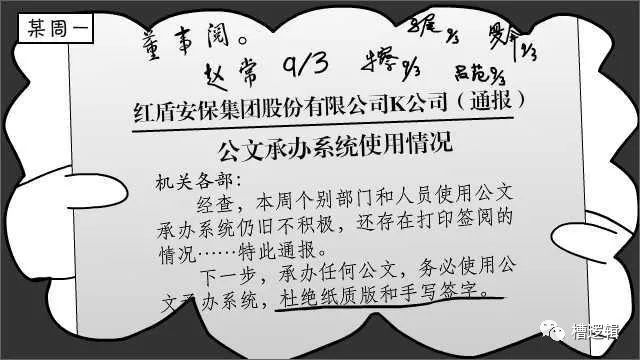 某周一
董事阅。
赵常 9/3
9/3
9/3
9/3
9/3
红盾安保集团股份有限公司K公司（通报）
公文承办系统使用情况
机关各部：
经查，本周个别部门和人员使用公文
承办系统仍旧不积极，还存在打印签阅的
情况……特此通报。
下一步，承办任何公文，务必使用公
文承办系统，杜绝纸质版和手写签字。
槽逻辑